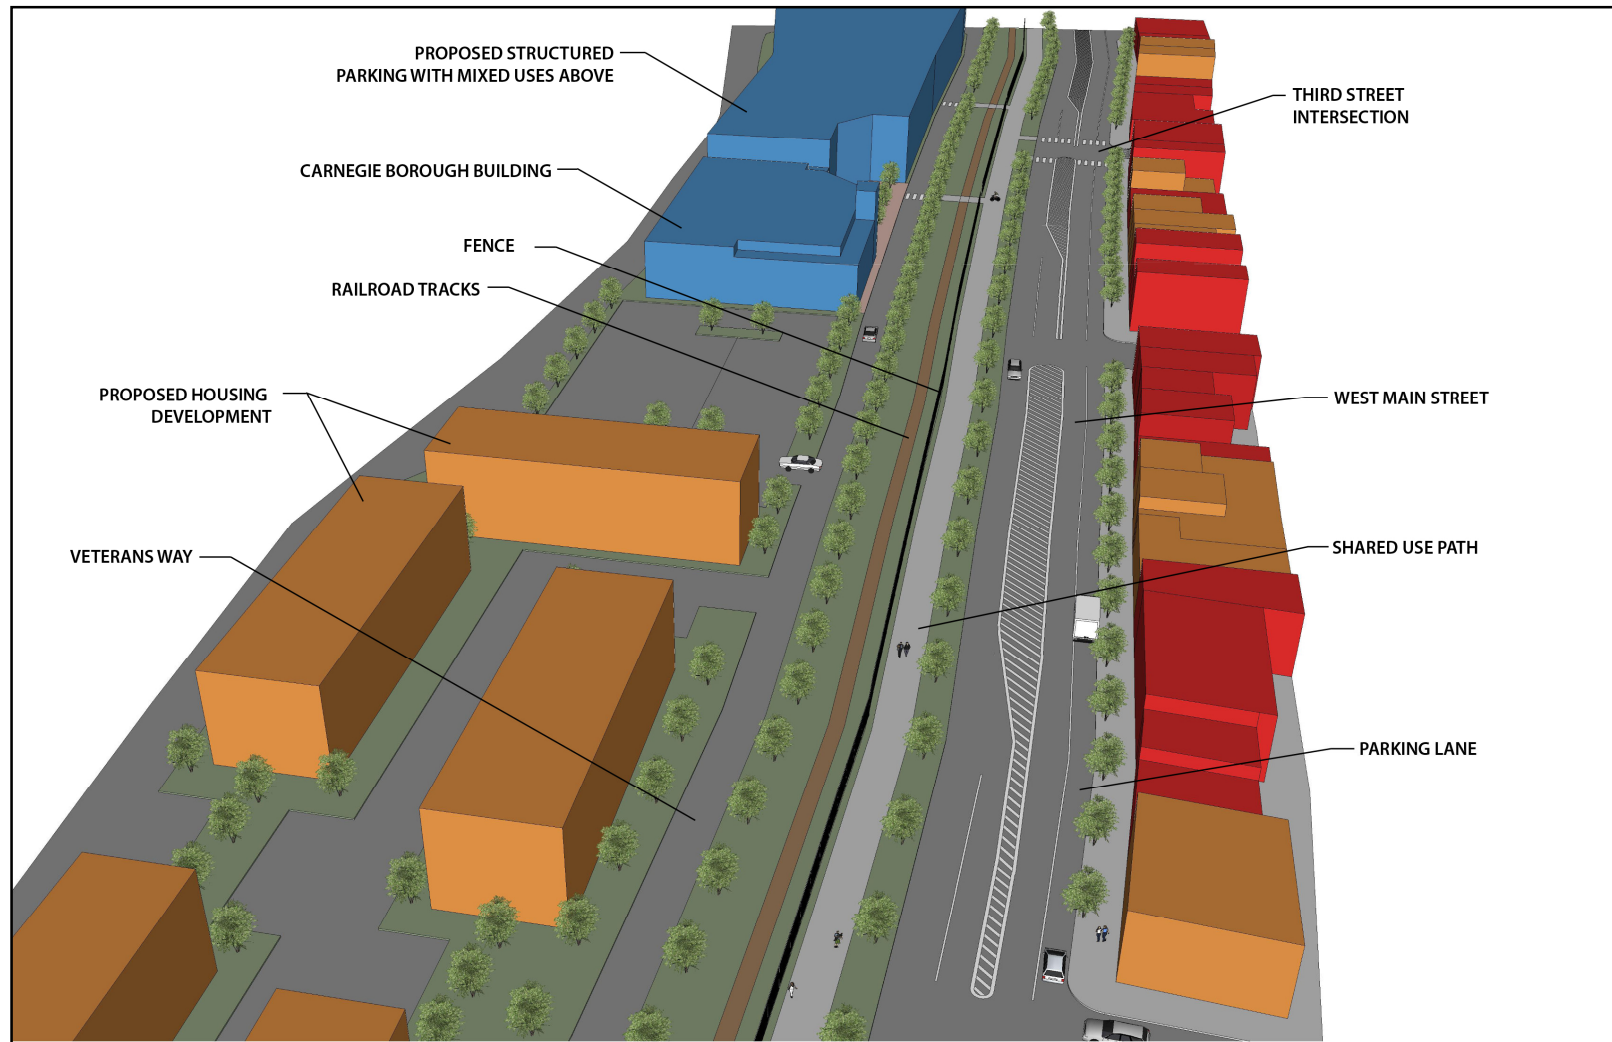 PROPOSED STRUCTURED
PARKING WITH MIXED USES ABOVE
THIRD STREET
INTERSECTION
CARNEGIE BOROUGH BUILDING
FENCE
RAILROAD TRACKS
PROPOSED HOUSING
DEVELOPMENT
WEST MAIN STREET
VETERANS WAY
SHARED USE PATH
PARKING LANE